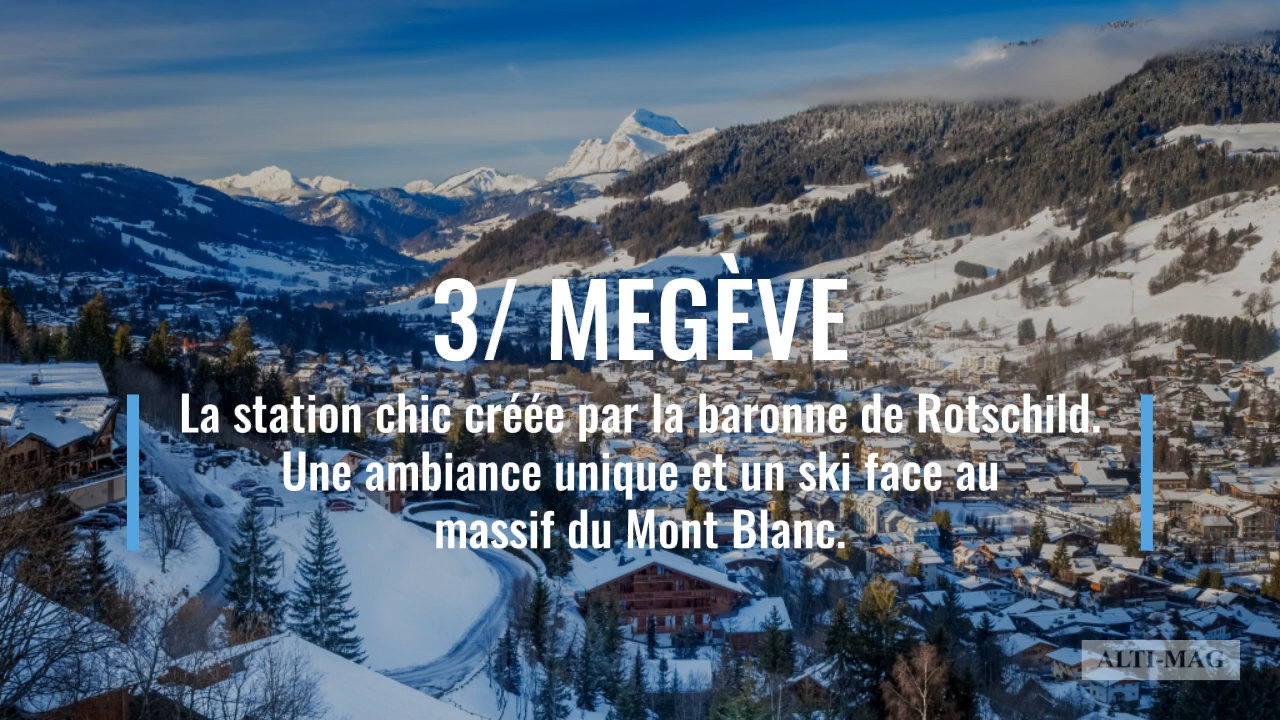 3/ MEGÈVE
La station chic créée par la baronne de Rotschild.
Une ambiance unique et un ski face au
massif du Mont Blanc.
ALTI-MAG